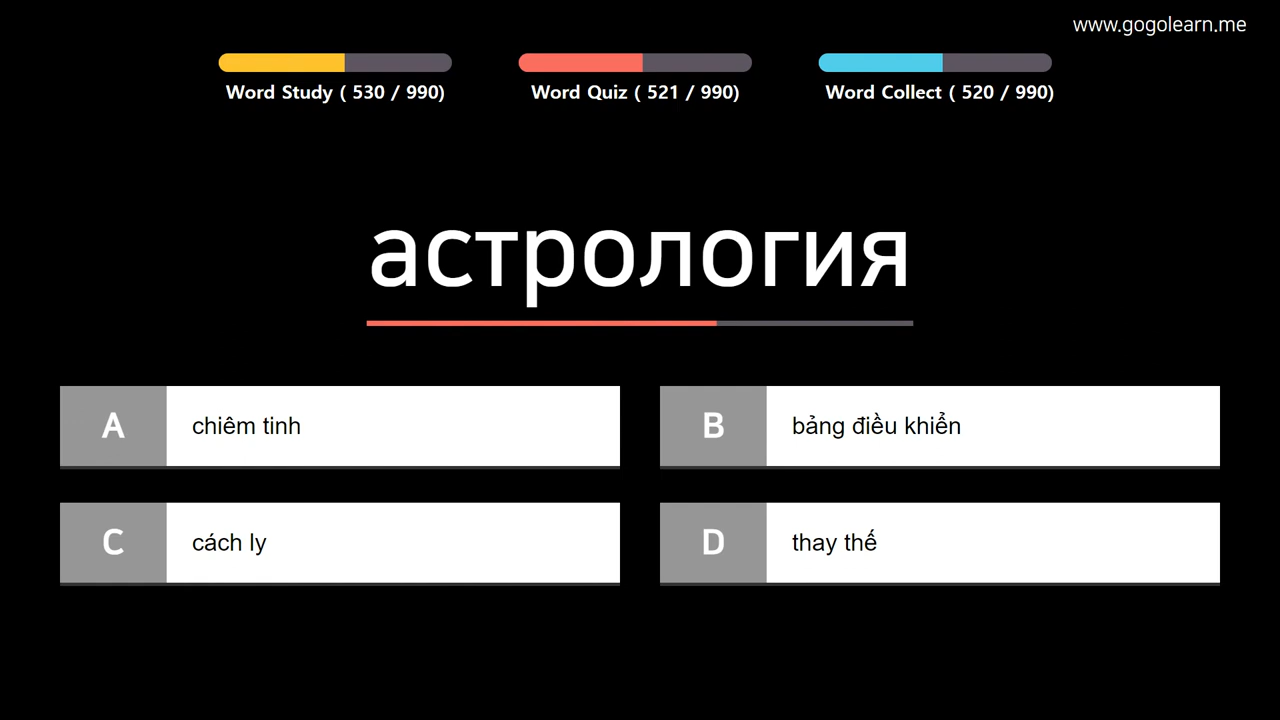 www.gogolearn.me
Word Study ( 530 / 990)
Word Quiz ( 521 / 990)
Word Collect ( 520 / 990)
астрология
A chiêm tinh
B bảng điều khiển
C cách ly
D thay thế